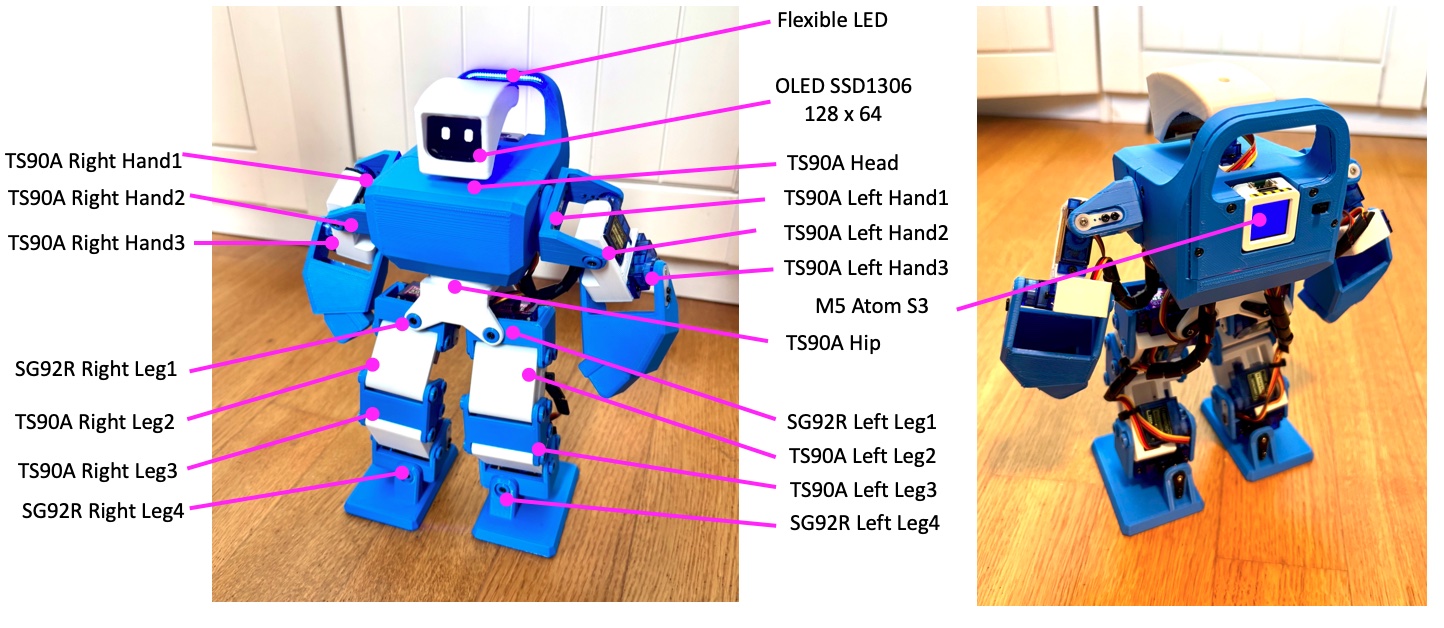 Flexible LED
OLED SSD1306
128 x 64
TS90A Right Hand1
TS90A Right Hand2
TS90A Right Hand3
TS90A Head
TS90A Left Hand1
TS90A Left Hand2
TS90A Left Hand3
M5 Atom S3
TS90A Hip
SG92R Right Leg1
TS90A Right Leg2
TS90A Right Leg3
SG92R Right Leg4
SG92R Left Leg1
TS90A Left Leg2
TS90A Left Leg3
SG92R Left Leg4